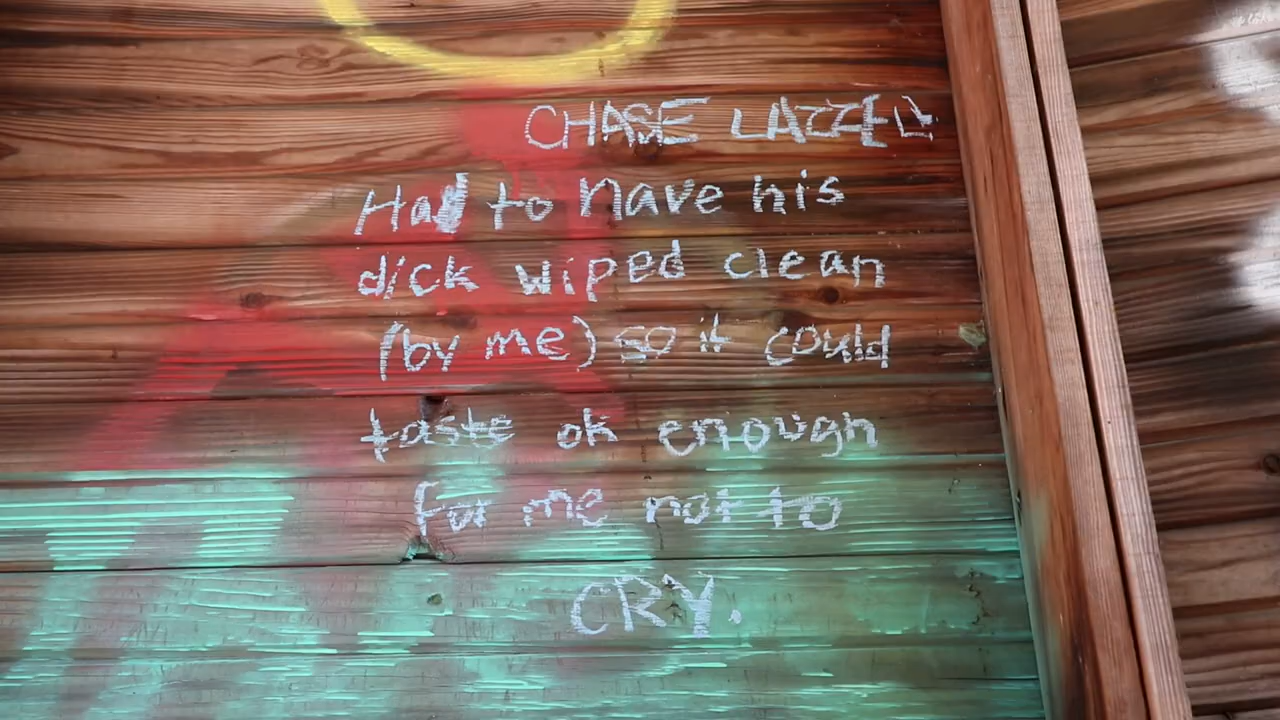 CHASE
Had to have his
dick wiped clean
(by me) so it could
taste ok enough
for me not to
CRY.